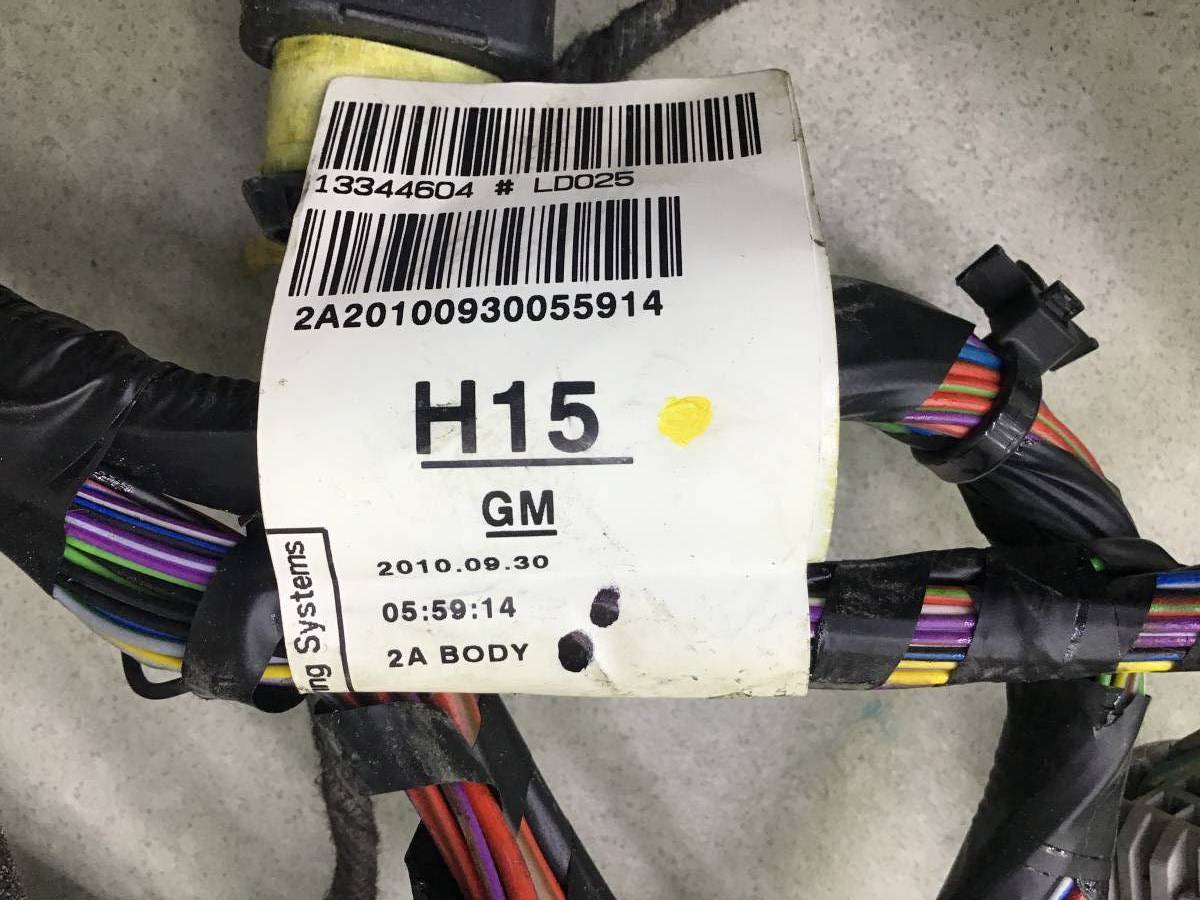 13344604 # LD025
2A20100930055914
H15
GM
2010.09.30
05:59:14
2A BODY
Systems